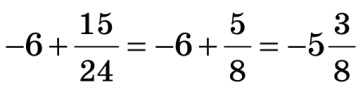 −6 + 15/24 = −6 + 5/8 = −5 3/8